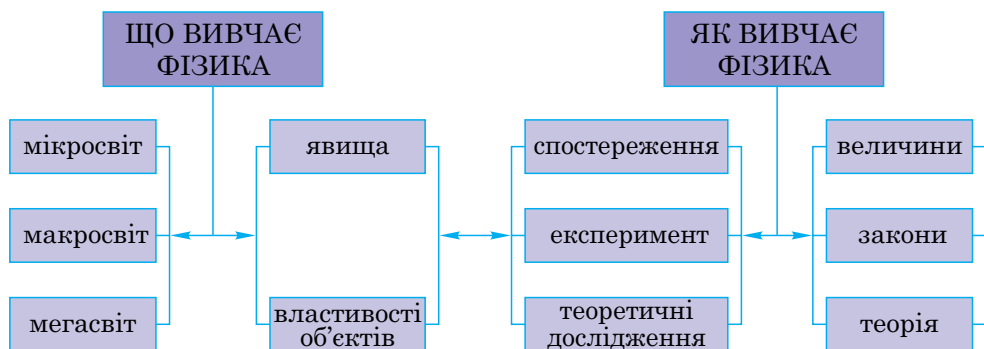 ЩО ВИВЧАЄ
ФІЗИКА
ЯК ВИВЧАЄ
ФІЗИКА
мікросвіт
явища
спостереження
величини
макросвіт
експеримент
закони
мегасвіт
властивості
об’єктів
теоретичні
дослідження
теорія